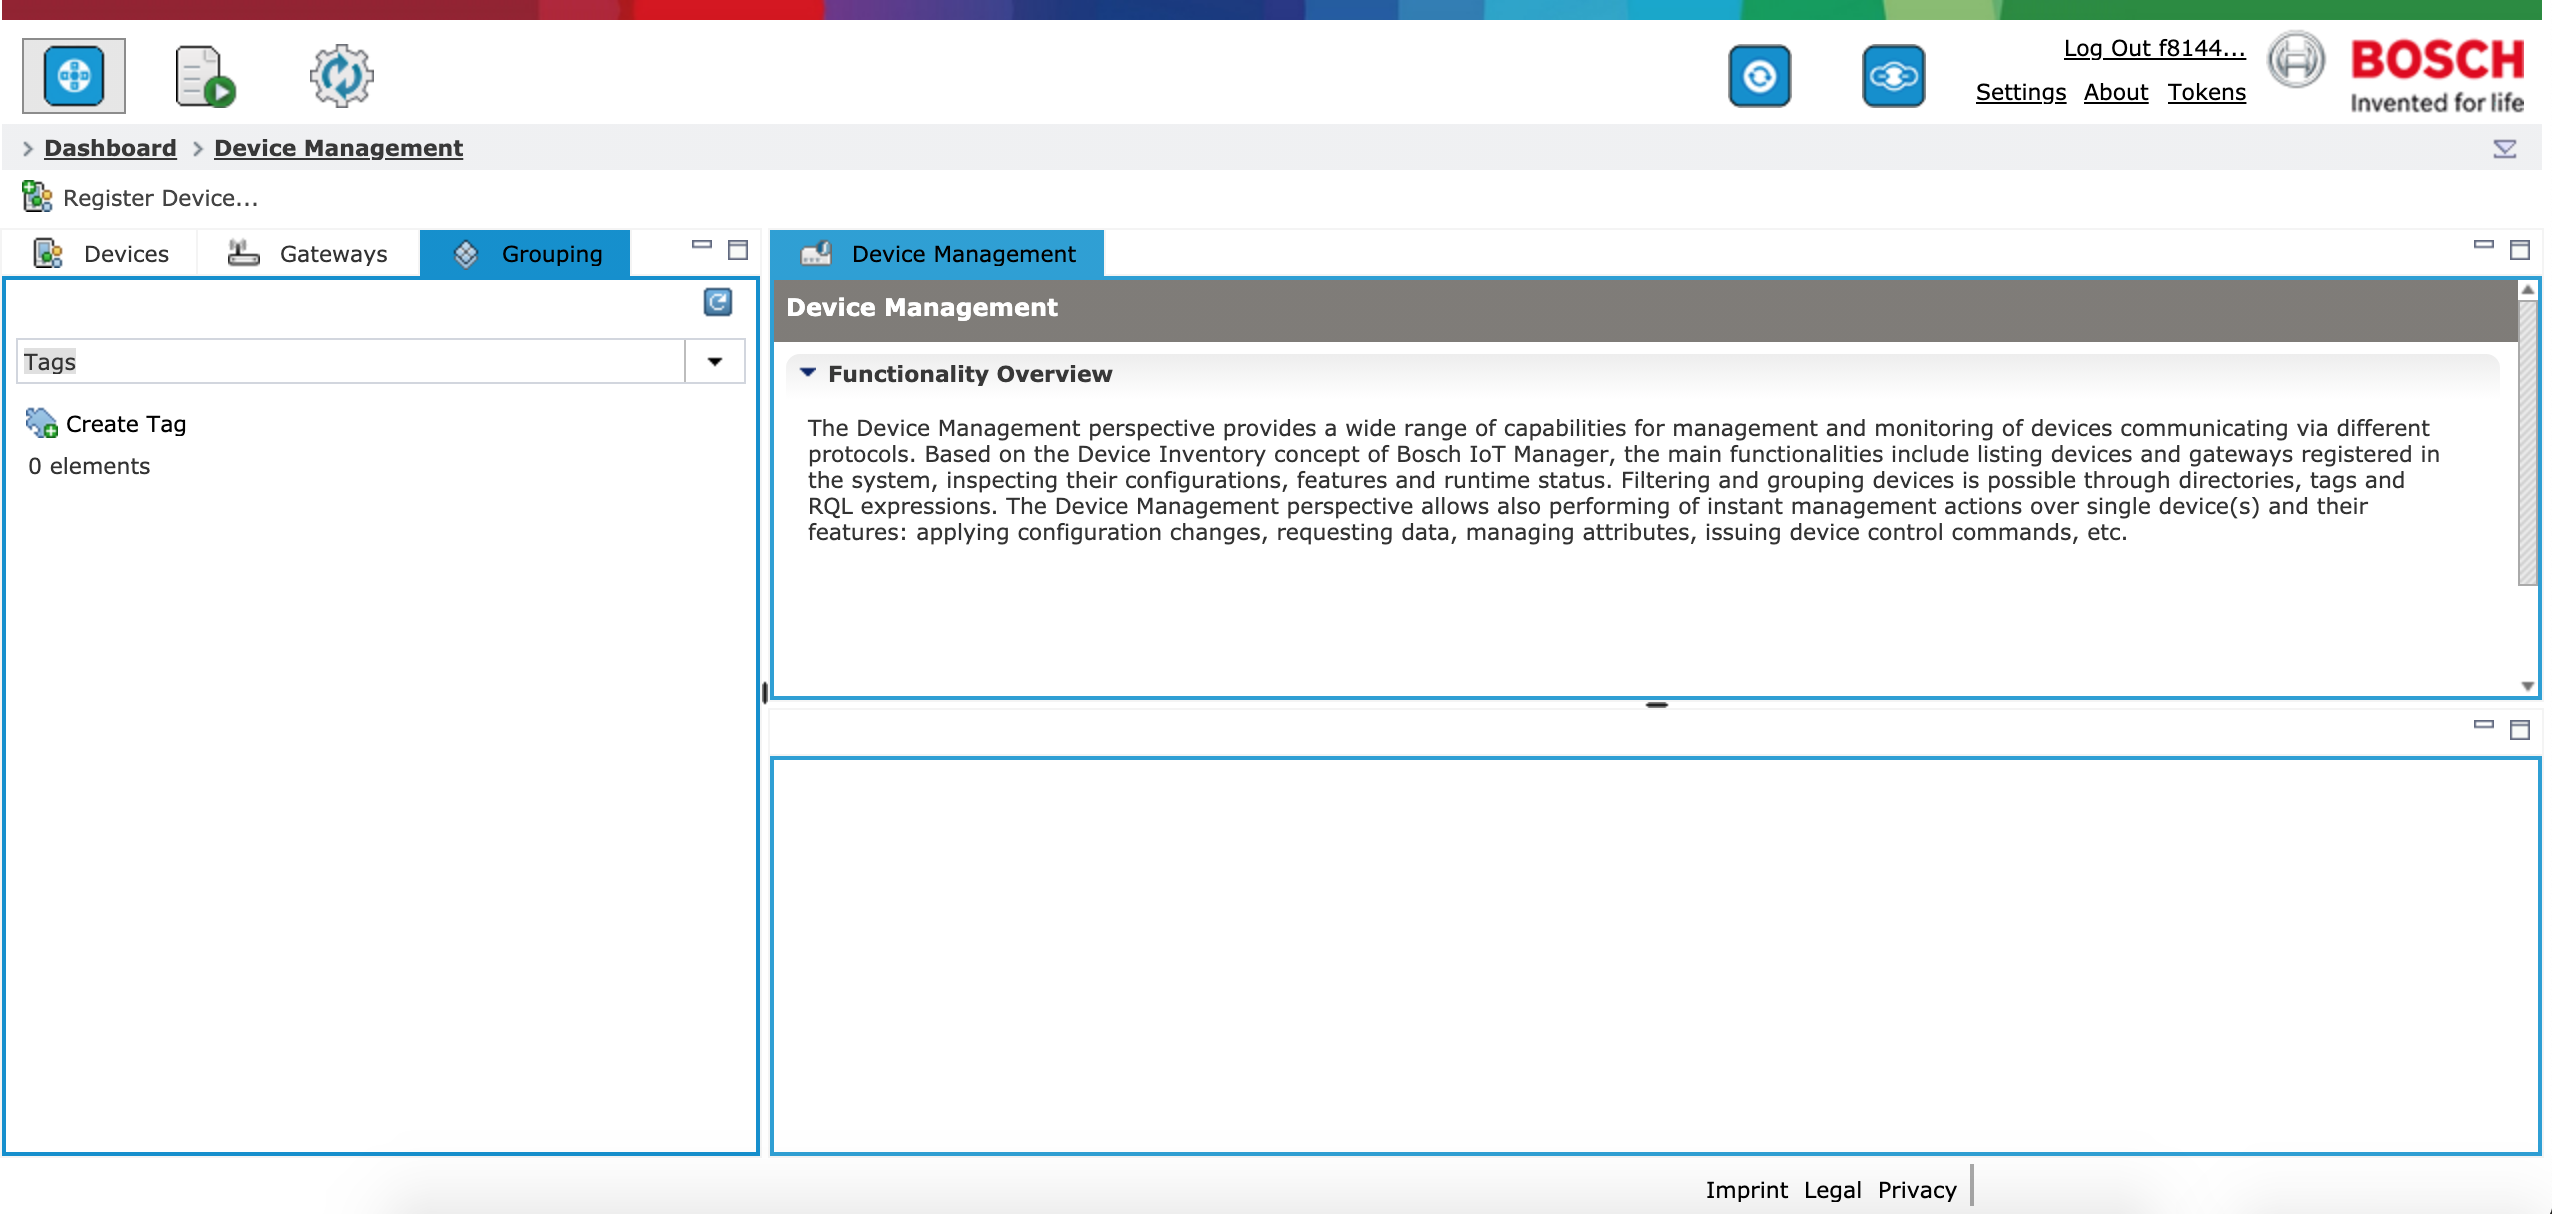 Log Out f8144...
Settings About Tokens
BOSCH
Invented for life
Dashboard Device Management
Register Device...
Devices Gateways Grouping
Device Management
Tags
Create Tag
0 elements
Device Management
Functionality Overview
The Device Management perspective provides a wide range of capabilities for management and monitoring of devices communicating via different
protocols. Based on the Device Inventory concept of Bosch IoT Manager, the main functionalities include listing devices and gateways registered in
the system, inspecting their configurations, features and runtime status. Filtering and grouping devices is possible through directories, tags and
RQL expressions. The Device Management perspective allows also performing of instant management actions over single device(s) and their
features: applying configuration changes, requesting data, managing attributes, issuing device control commands, etc.
Imprint Legal Privacy